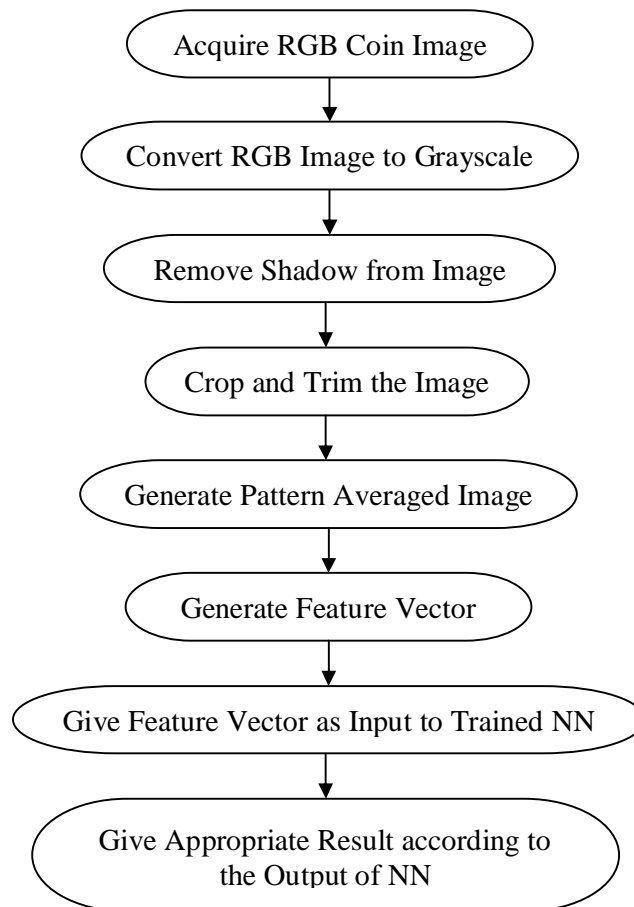 Acquire RGB Coin Image
Convert RGB Image to Grayscale
Remove Shadow from Image
Crop and Trim the Image
Generate Pattern Averaged Image
Generate Feature Vector
Give Feature Vector as Input to Trained NN
Give Appropriate Result according to
the Output of NN